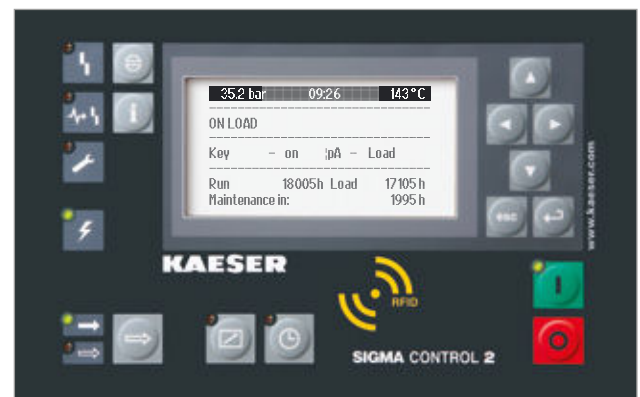 35.2 bar 09:26 143°C
ON LOAD
Key - on ¦pA - Load
Run 18005h Load 17105h
Maintenance in: 1995h
esc
www.kaeser.com
KAESER
RFID
SIGMA CONTROL 2